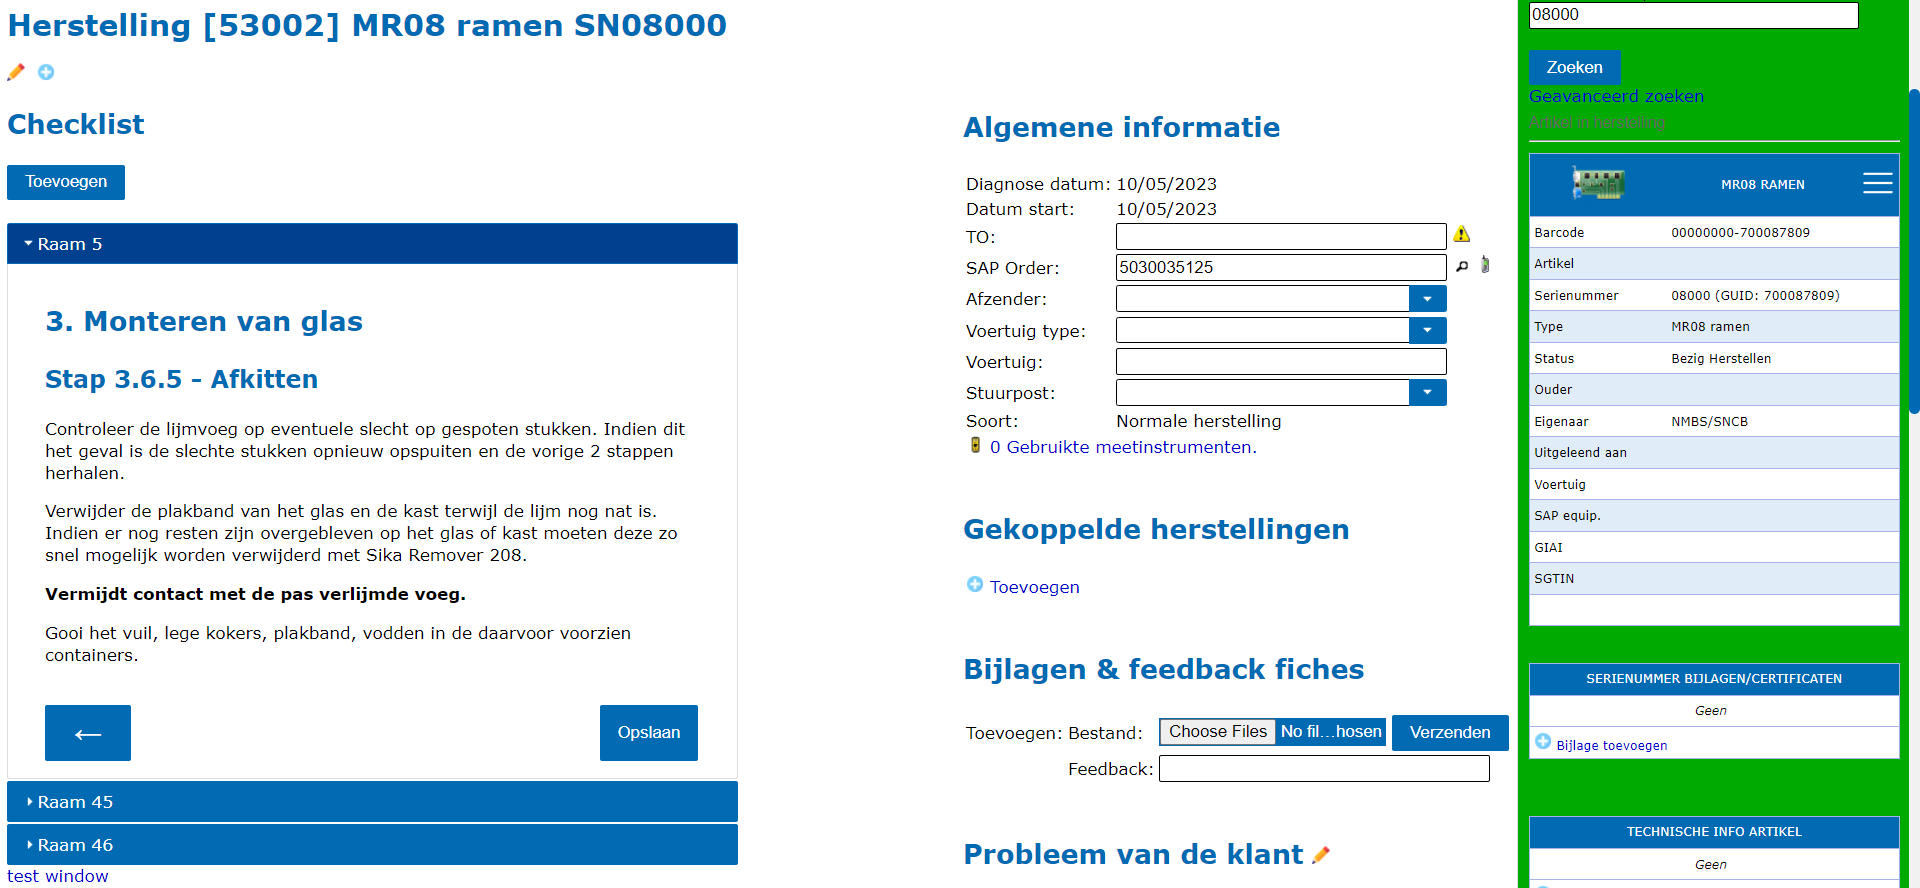 Herstelling [53002] MR08 ramen SN08000
Checklist
Toevoegen
Raam 5
3. Monteren van glas
Stap 3.6.5 - Afkitten
Controleer de lijmvoeg op eventuele slecht op gespoten stukken. Indien dit
het geval is de slechte stukken opnieuw opspuiten en de vorige 2 stappen
herhalen.
Verwijder de plakband van het glas en de kast terwijl de lijm nog nat is.
Indien er nog resten zijn overgebleven op het glas of kast moeten deze zo
snel mogelijk worden verwijderd met Sika Remover 208.
Vermijdt contact met de pas verlijmde voeg.
Gooi het vuil, lege kokers, plakband, vodden in de daarvoor voorzien
containers.
←
Opslaan
Raam 45
Raam 46
test window
Algemene informatie
Diagnose datum: 10/05/2023
Datum start: 10/05/2023
TO:
SAP Order: 5030035125
Afzender:
Voertuig type:
Voertuig:
Stuurpost:
Soort: Normale herstelling
0 Gebruikte meetinstrumenten.
Gekoppelde herstellingen
Toevoegen
Bijlagen & feedback fiches
Toevoegen: Bestand: Choose Files No fil...hosen Verzenden
Feedback:
Probleem van de klant
08000
Zoeken
Geavanceerd zoeken
Artikel in herstelling
MR08 RAMEN
Barcode 00000000-700087809
Artikel
Serienummer 08000 (GUID: 700087809)
Type MR08 ramen
Status Bezig Herstellen
Ouder
Eigenaar NMBS/SNCB
Uitgeleend aan
Voertuig
SAP equip.
GIAI
SGTIN
SERIENUMMER BIJLAGEN/CERTIFICATEN
Geen
Bijlage toevoegen
TECHNISCHE INFO ARTIKEL
Geen